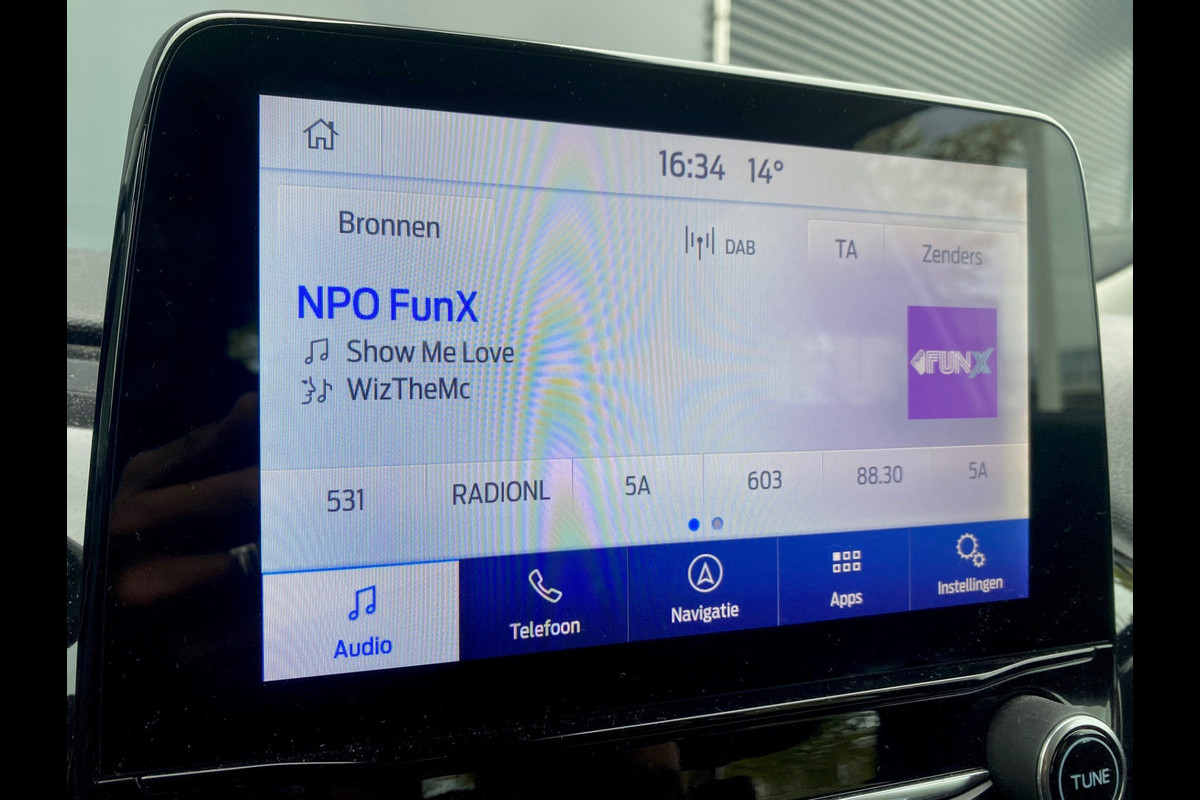 16:34 14°
Bronnen
DAB
TA
Zenders
NPO FunX
Show Me Love
WizTheMc
FUNX
531
RADIONL
5A
603
88.30
5A
Audio
Telefoon
Navigatie
Apps
Instellingen
TUNE